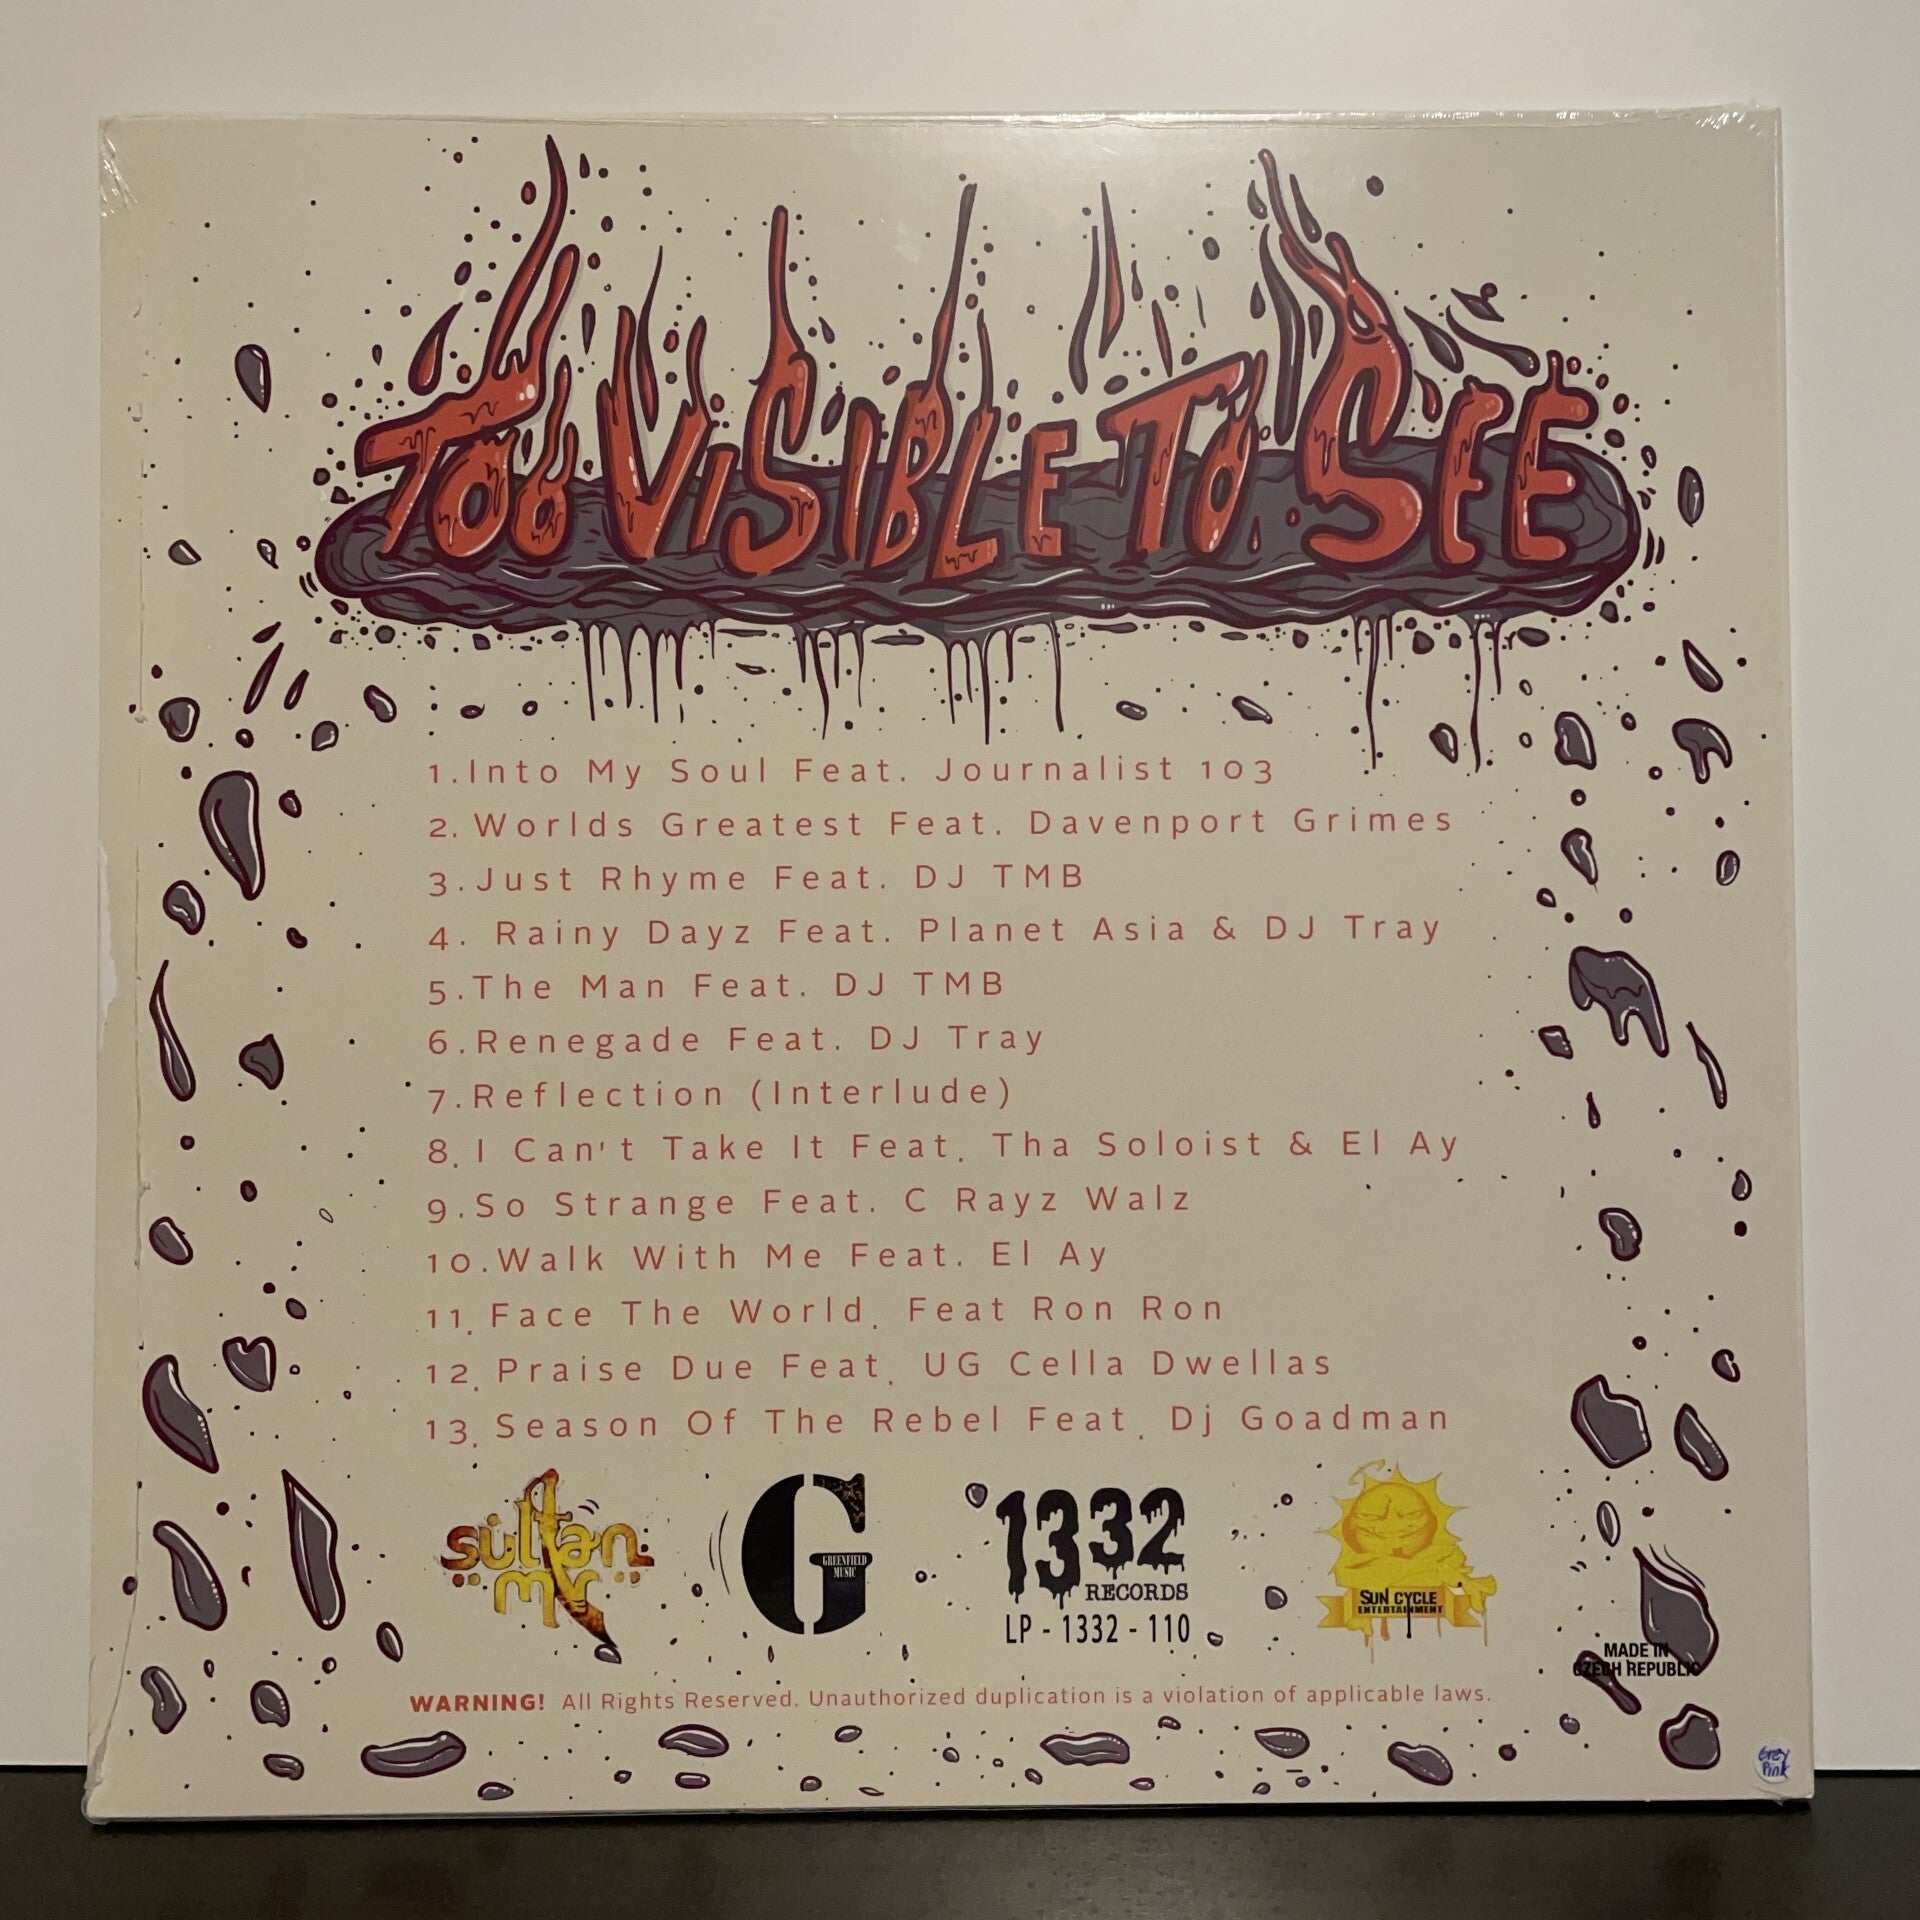 Too Visible To See
1. Into My Soul Feat. Journalist 103
2. Worlds Greatest Feat. Davenport Grimes
3. Just Rhyme Feat. DJ TMB
4. Rainy Dayz Feat. Planet Asia & DJ Tray
5. The Man Feat. DJ TMB
6. Renegade Feat. DJ Tray
7. Reflection (Interlude)
8. I Can't Take It Feat. Tha Soloist & El Ay
9. So Strange Feat. C Rayz Walz
10. Walk With Me Feat. El Ay
11. Face The World. Feat Ron Ron
12. Praise Due Feat. UG Cella Dwellas
13. Season Of The Rebel Feat. Dj Goadman
sultan
mir
G
GREENFIELD
MUSIC
1332
RECORDS
LP - 1332 - 110
SUN CYCLE
ENTERTAINMENT
MADE IN
CZECH REPUBLIC
WARNING! All Rights Reserved. Unauthorized duplication is a violation of applicable laws.
Grey
Pink